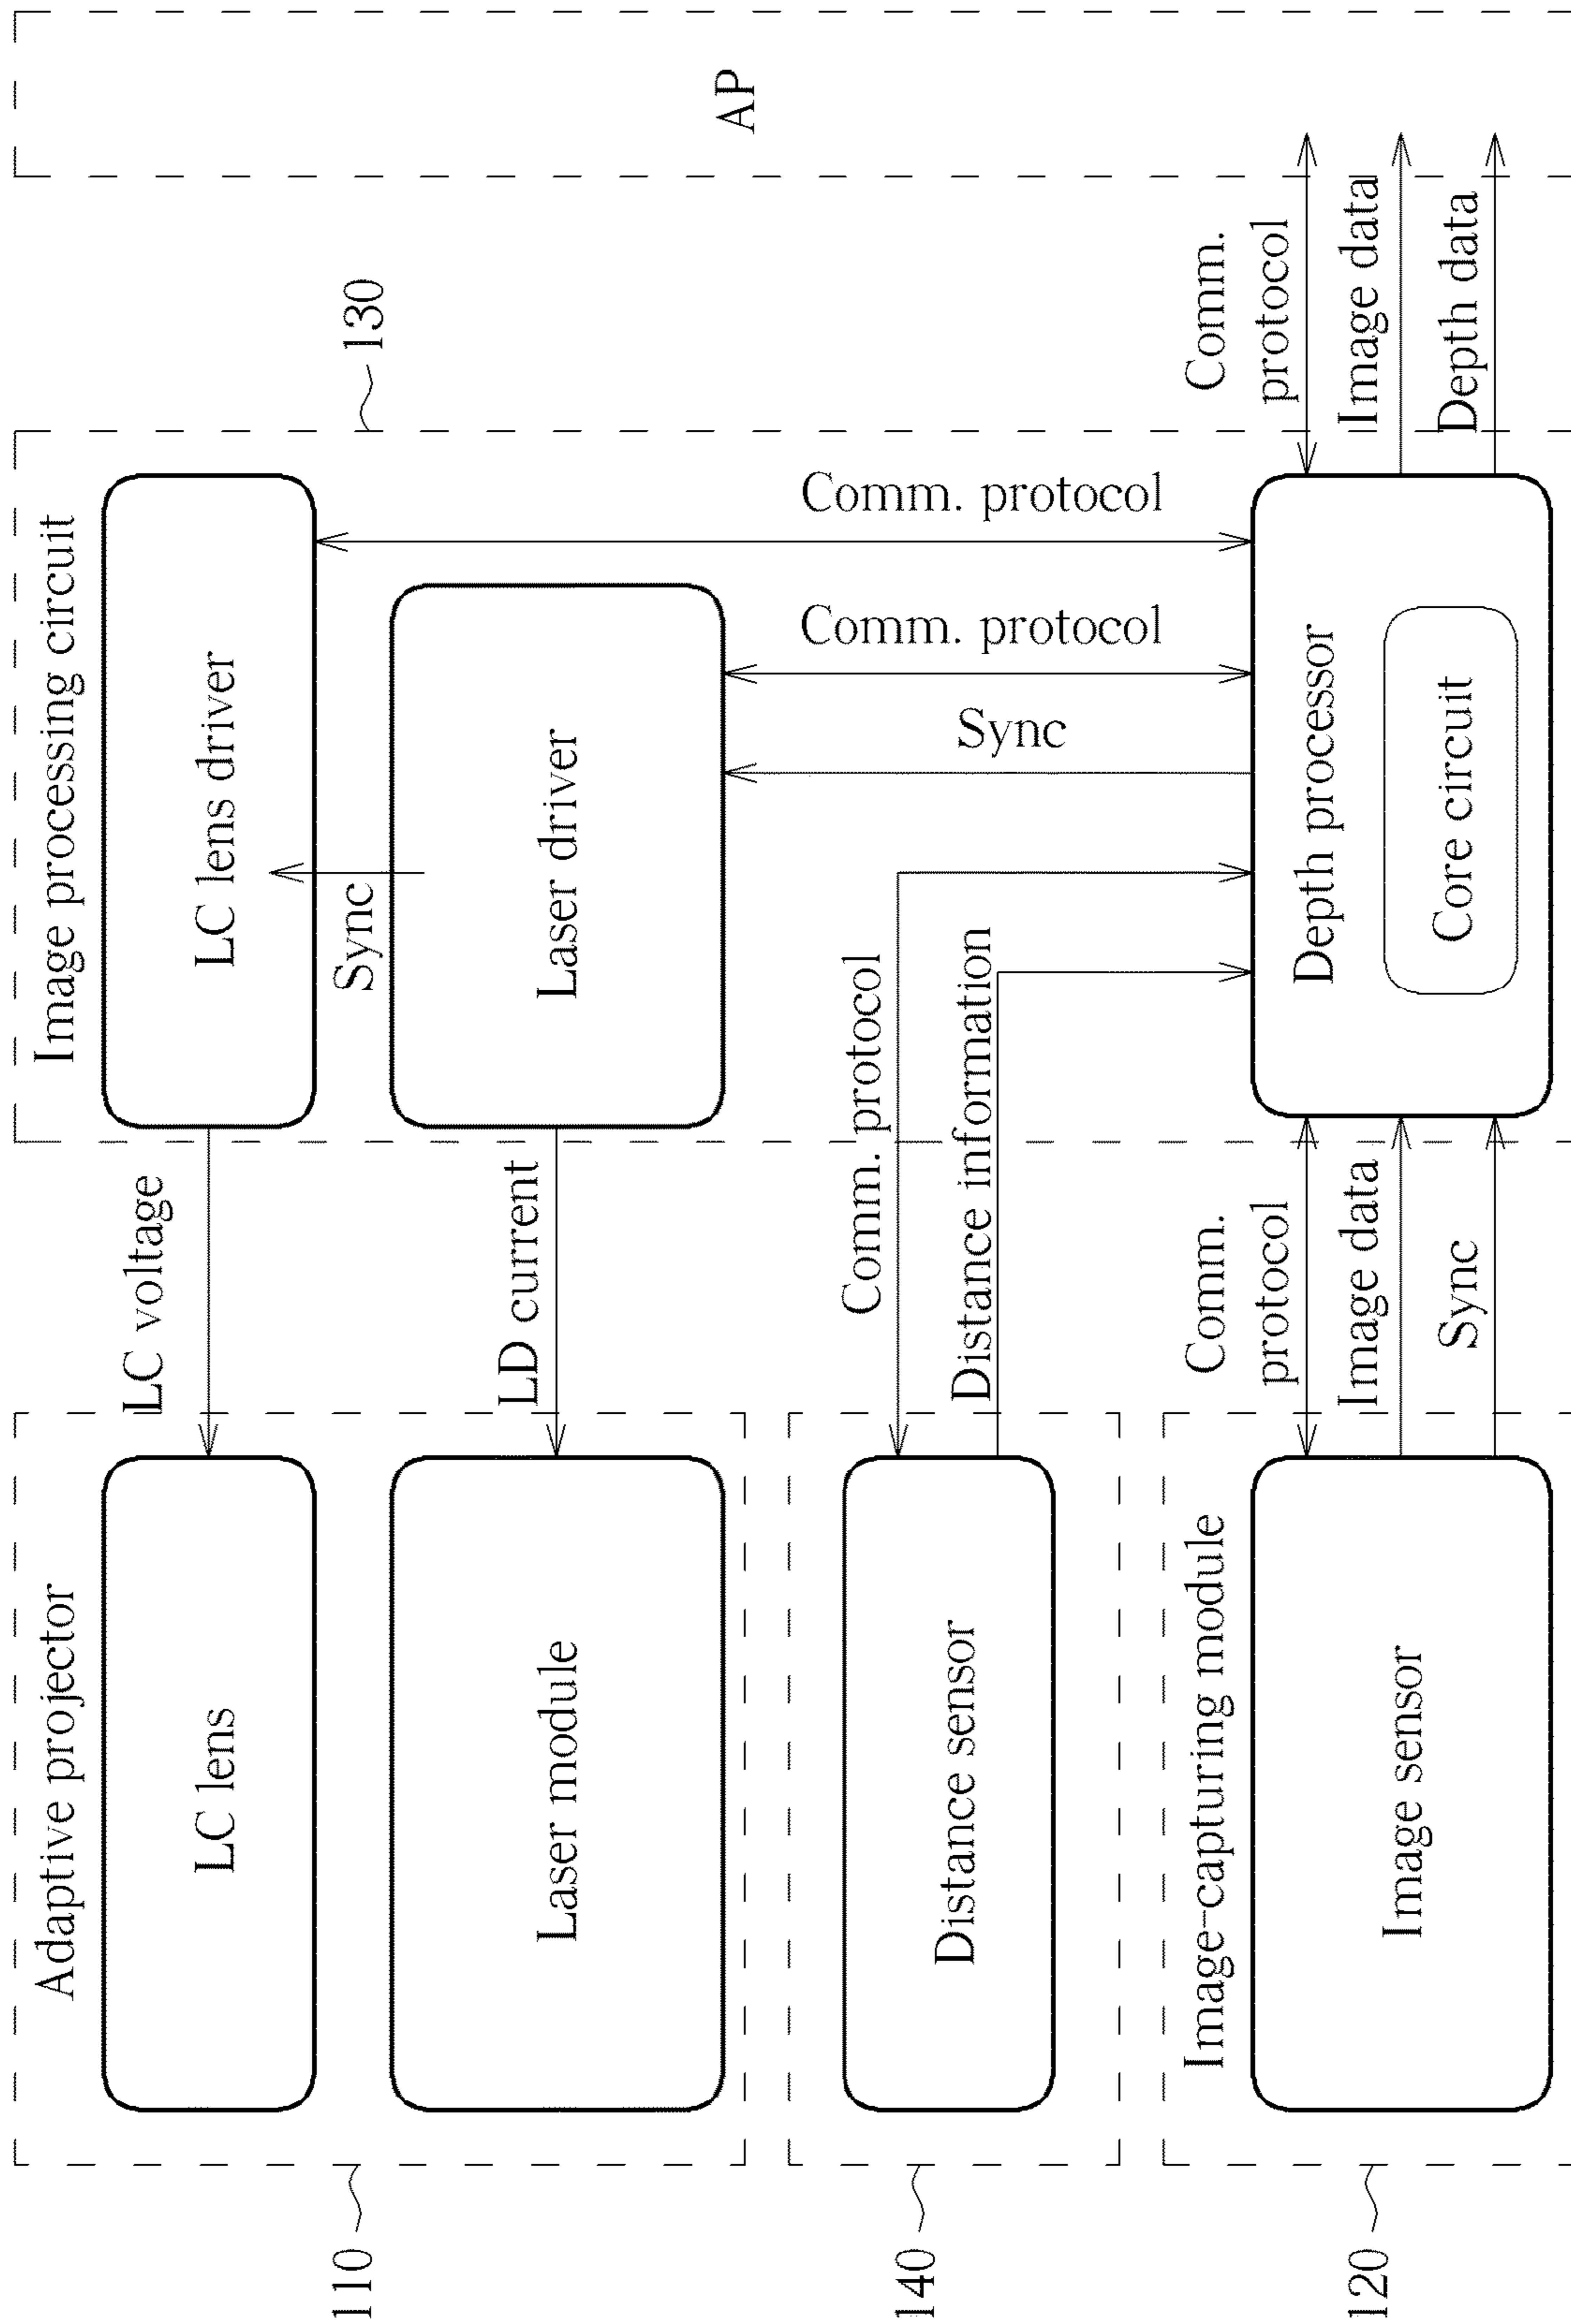 Adaptive projector
LC lens
Laser module
110
Distance sensor
140
Image-capturing module
Image sensor
120
LC voltage
LD current
Comm. protocol
Distance information
Comm.
protocol
Image data
Sync
Image processing circuit
130
LC lens driver
Sync
Laser driver
Comm. protocol
Comm. protocol
Sync
Depth processor
Core circuit
Comm.
protocol
Image data
Depth data
AP